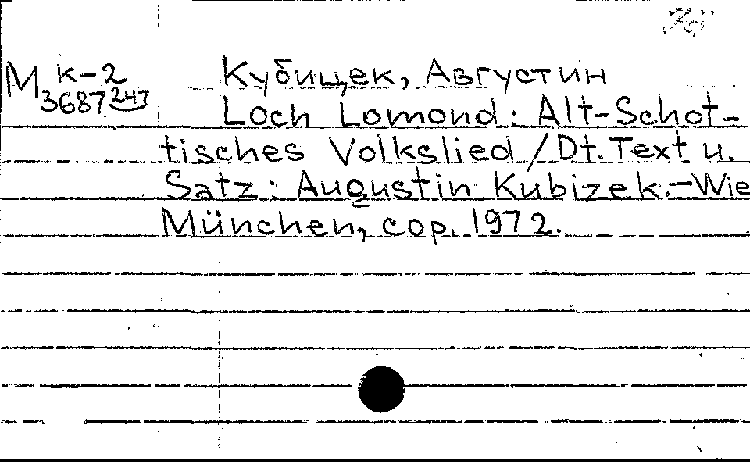 М К-2
3687 247
Кубицек, Августин
Loch Lomond: Alt-Schot-
tisches Volkslied / Dt. Text u.
Satz: Augustin Kubizek.-Wie
München, cop. 1972.